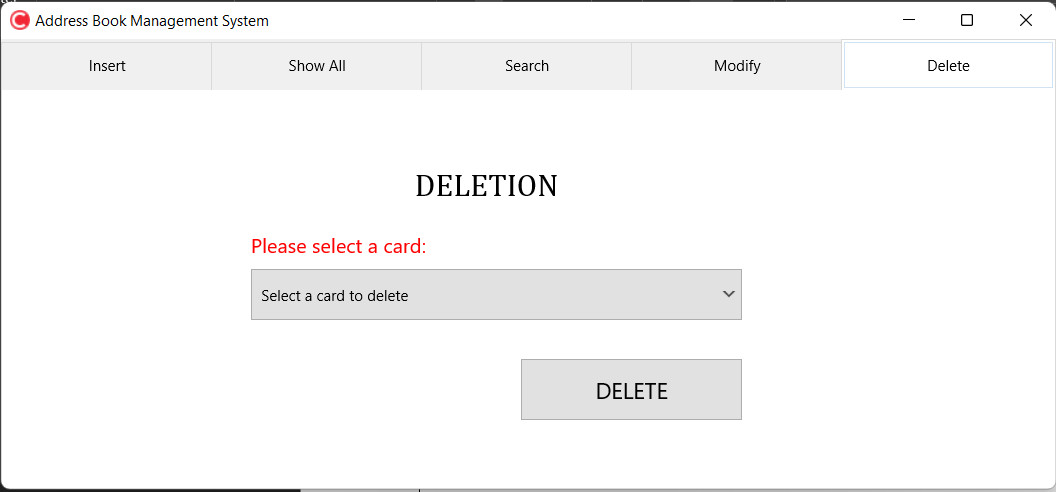 Address Book Management System
Insert Show All Search Modify Delete
DELETION
Please select a card:
Select a card to delete
DELETE